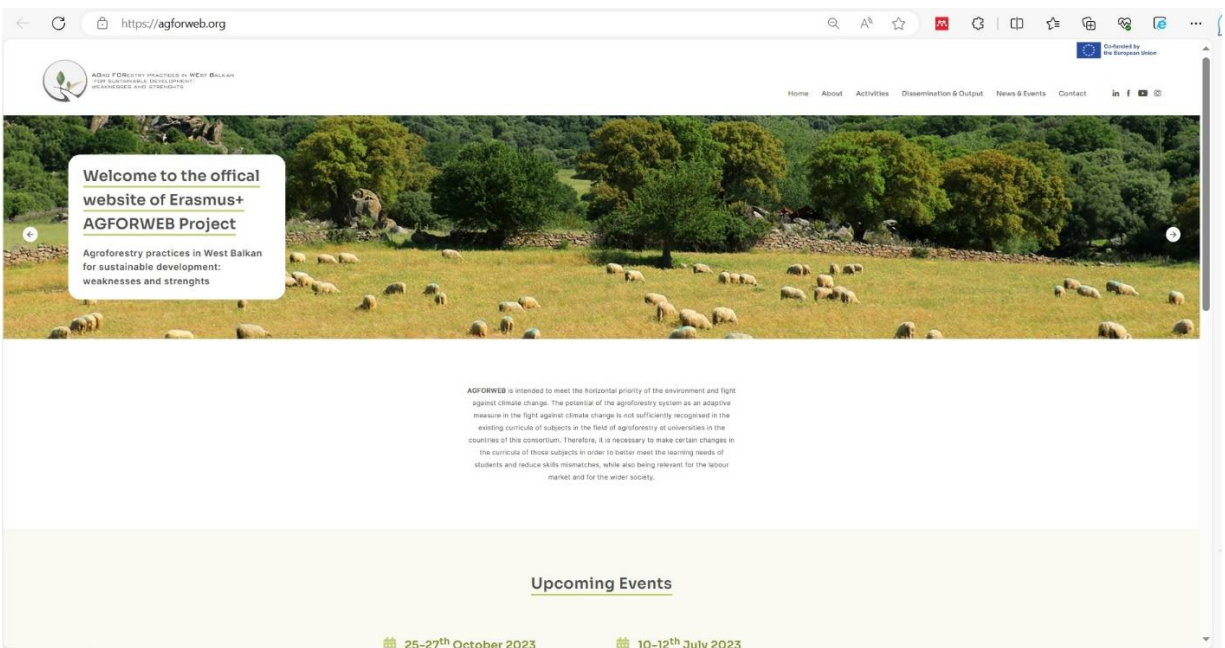 https://agforweb.org
Co-funded by
the European Union
AGRO FORESTRY PRACTICES IN WEST BALKAN
FOR SUSTAINABLE DEVELOPMENT:
WEAKNESSES AND STRENGHTS
Home About Activities Dissemination & Output News & Events Contact
Welcome to the offical
website of Erasmus+
AGFORWEB Project
Agroforestry practices in West Balkan
for sustainable development:
weaknesses and strenghts
AGFORWEB is intended to meet the horizontal priority of the environment and fight
against climate change. The potential of the agroforestry system as an adaptive
measure in the fight against climate change is not sufficiently recognised in the
existing curricula of subjects in the field of agroforestry at universities in the
countries of this consortium. Therefore, it is necessary to make certain changes in
the curricula of those subjects in order to better meet the learning needs of
students and reduce skills mismatches, while also being relevant for the labour
market and for the wider society.
Upcoming Events
25-27th October 2023 10-12th July 2023